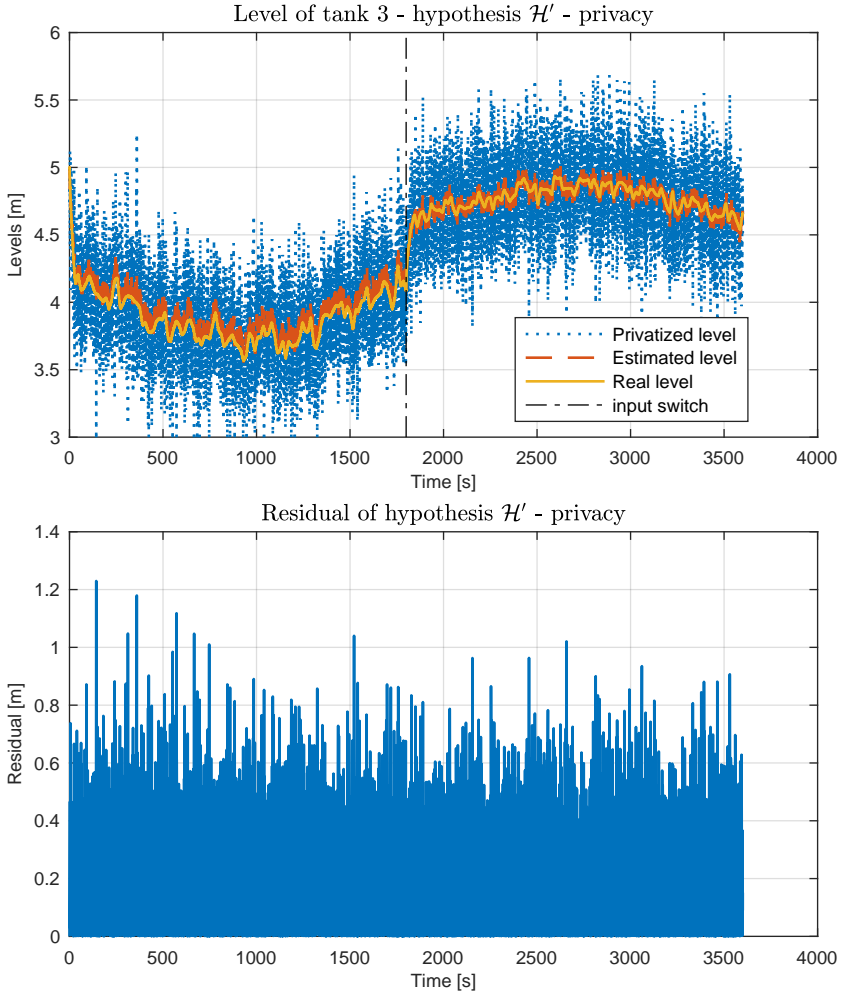 Level of tank 3 - hypothesis ℋ′ - privacy
6
5.5
5
4.5
4
3.5
3
Levels [m]
Privatized level
Estimated level
Real level
input switch
0 500 1000 1500 2000 2500 3000 3500 4000
Time [s]
Residual of hypothesis ℋ′ - privacy
1.4
1.2
1
0.8
0.6
0.4
0.2
0
Residual [m]
0 500 1000 1500 2000 2500 3000 3500 4000
Time [s]